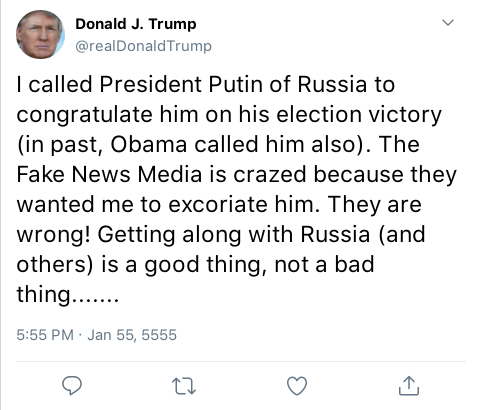 Donald J. Trump
@realDonaldTrump
I called President Putin of Russia to
congratulate him on his election victory
(in past, Obama called him also). The
Fake News Media is crazed because they
wanted me to excoriate him. They are
wrong! Getting along with Russia (and
others) is a good thing, not a bad
thing.......
5:55 PM · Jan 55, 5555